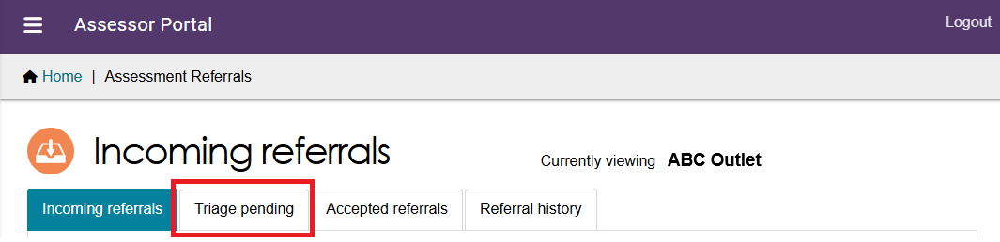 Assessor Portal
Logout
Home | Assessment Referrals
Incoming referrals
Currently viewing ABC Outlet
Incoming referrals Triage pending Accepted referrals Referral history